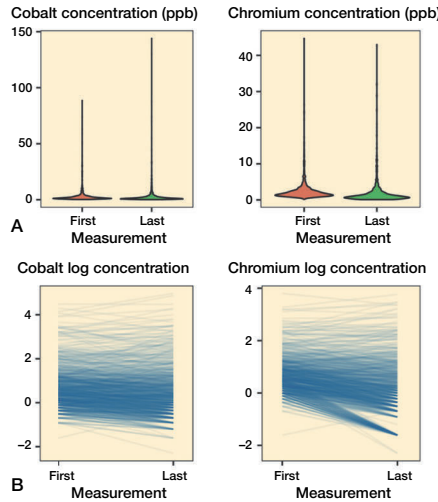 Cobalt concentration (ppb)
150
100
50
0
First
Last
Measurement
Chromium concentration (ppb)
40
30
20
10
0
First
Last
Measurement
A
Cobalt log concentration
4
2
0
−2
First
Last
Measurement
Chromium log concentration
4
2
0
−2
First
Last
Measurement
B